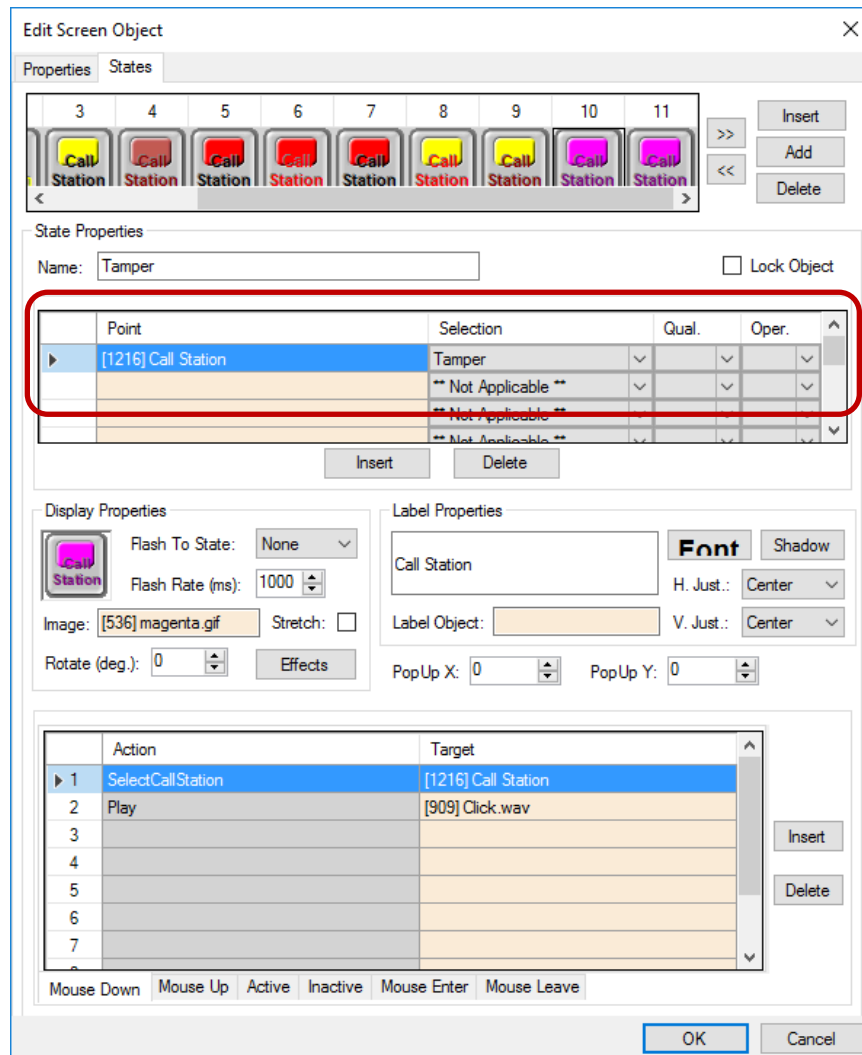 Edit Screen Object
Properties States
3 4 5 6 7 8 9 10 11
Call Call Call Call Call Call Call Call Call
Station Station Station Station Station Station Station Station Station
>>
<<
Insert
Add
Delete
State Properties
Name: Tamper Lock Object
Point Selection Qual. Oper.
[1216] Call Station Tamper
** Not Applicable **
** Not Applicable **
** Not Applicable **
Insert Delete
Display Properties
Call
Station
Flash To State: None
Flash Rate (ms): 1000
Image: [536] magenta.gif Stretch:
Rotate (deg.): 0 Effects
Label Properties
Call Station
Font Shadow
H. Just.: Center
Label Object: V. Just.: Center
PopUp X: 0 PopUp Y: 0
Action Target
1 SelectCallStation [1216] Call Station
2 Play [909] Click.wav
3
4
5
6
7
Insert
Delete
Mouse Down Mouse Up Active Inactive Mouse Enter Mouse Leave
OK Cancel